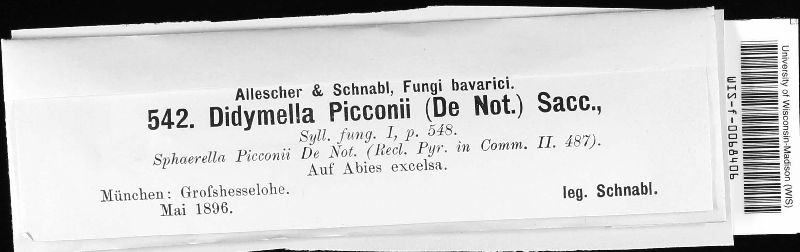 Allescher & Schnabl, Fungi bavarici.
542. Didymella Picconii (De Not.) Sacc.,
Syll. fung. I, p. 548.
Sphaerella Picconii De Not. (Recl. Pyr. in Comm. II. 487).
Auf Abies excelsa.
München: Grofshesselohe.
Mai 1896.
leg. Schnabl.
University of Wisconsin-Madison (WIS)
WIS-f-0068406